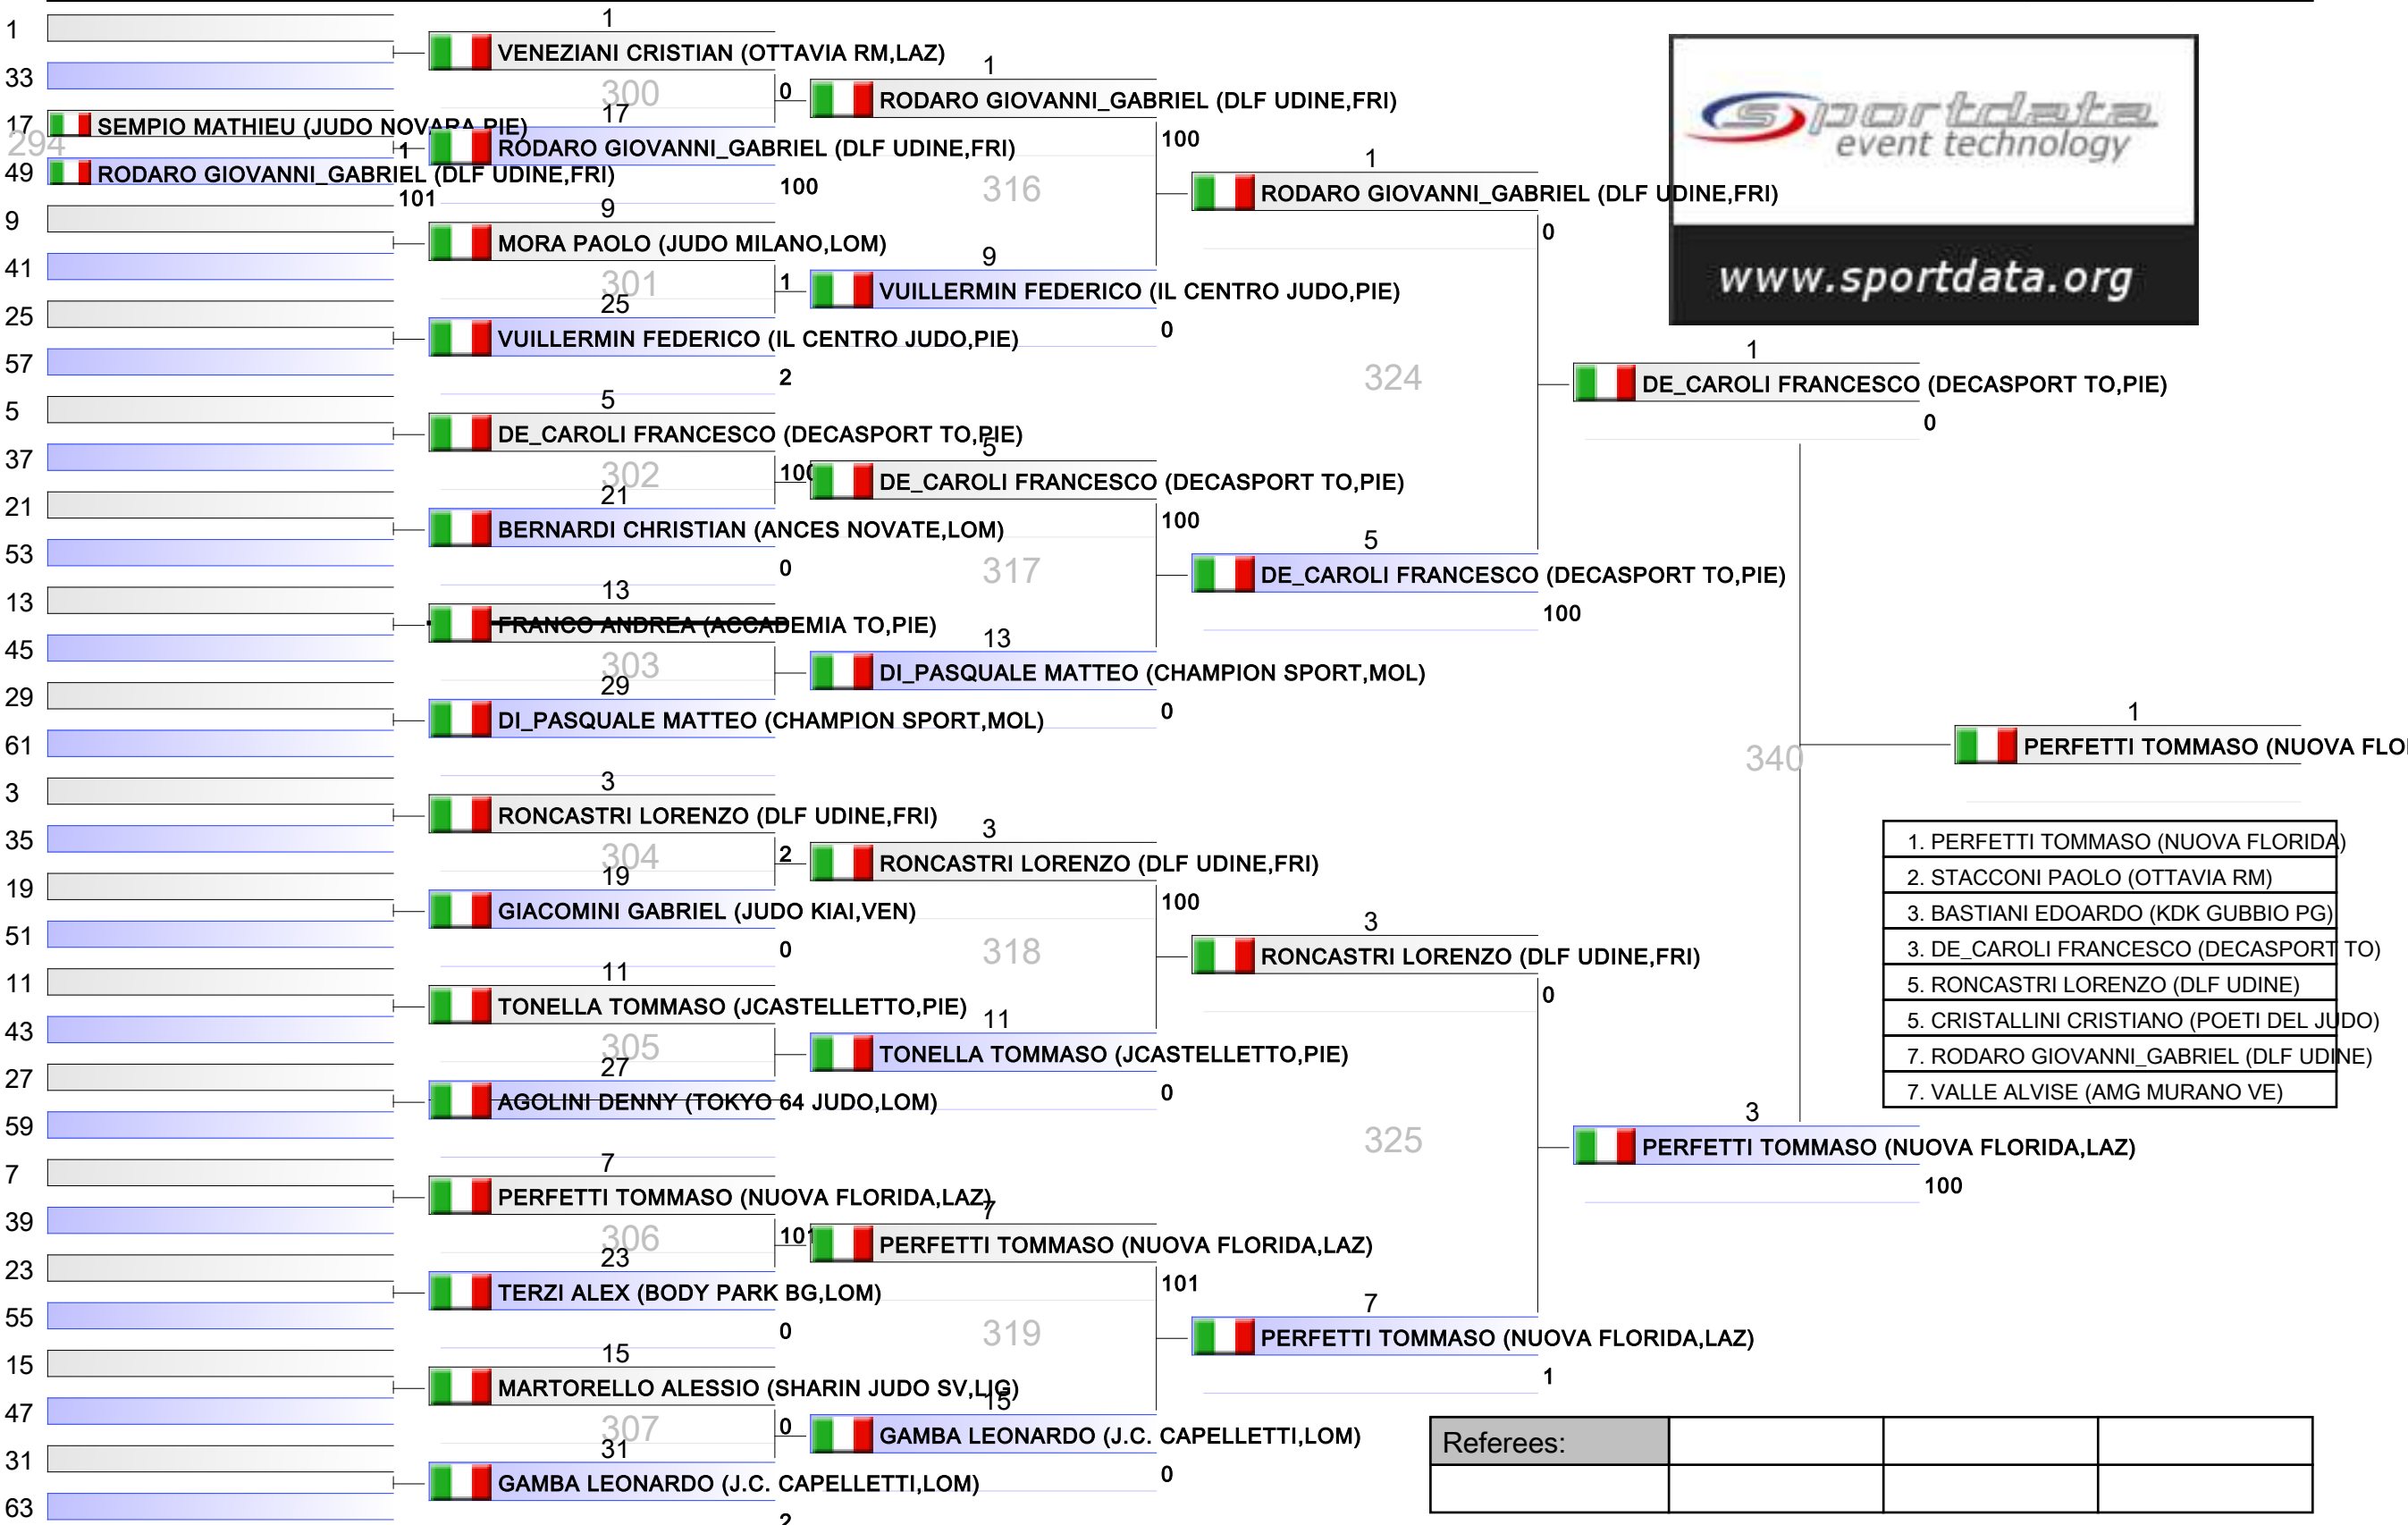 1
33
17 SEMPIO MATHIEU (JUDO NOVARA,PIE)
294
1
49 RODARO GIOVANNI_GABRIEL (DLF UDINE,FRI)
101
9
41
25
57
5
37
21
53
13
45
29
61
3
35
19
51
11
43
27
59
7
39
23
55
15
47
31
63
1
VENEZIANI CRISTIAN (OTTAVIA RM,LAZ)
300
0
17
RODARO GIOVANNI_GABRIEL (DLF UDINE,FRI)
100
9
MORA PAOLO (JUDO MILANO,LOM)
301
1
25
VUILLERMIN FEDERICO (IL CENTRO JUDO,PIE)
2
5
DE_CAROLI FRANCESCO (DECASPORT TO,PIE)
302
100
21
BERNARDI CHRISTIAN (ANCES NOVATE,LOM)
0
13
FRANCO ANDREA (ACCADEMIA TO,PIE)
303
29
DI_PASQUALE MATTEO (CHAMPION SPORT,MOL)
3
RONCASTRI LORENZO (DLF UDINE,FRI)
304
2
19
GIACOMINI GABRIEL (JUDO KIAI,VEN)
0
11
TONELLA TOMMASO (JCASTELLETTO,PIE)
305
27
AGOLINI DENNY (TOKYO 64 JUDO,LOM)
7
PERFETTI TOMMASO (NUOVA FLORIDA,LAZ)
306
101
23
TERZI ALEX (BODY PARK BG,LOM)
0
15
MARTORELLO ALESSIO (SHARIN JUDO SV,LIG)
307
0
31
GAMBA LEONARDO (J.C. CAPELLETTI,LOM)
2
1
RODARO GIOVANNI_GABRIEL (DLF UDINE,FRI)
100
316
9
VUILLERMIN FEDERICO (IL CENTRO JUDO,PIE)
0
5
DE_CAROLI FRANCESCO (DECASPORT TO,PIE)
100
317
13
DI_PASQUALE MATTEO (CHAMPION SPORT,MOL)
0
3
RONCASTRI LORENZO (DLF UDINE,FRI)
100
318
11
TONELLA TOMMASO (JCASTELLETTO,PIE)
0
7
PERFETTI TOMMASO (NUOVA FLORIDA,LAZ)
101
319
15
GAMBA LEONARDO (J.C. CAPELLETTI,LOM)
0
1
RODARO GIOVANNI_GABRIEL (DLF UDINE,FRI)
0
324
5
DE_CAROLI FRANCESCO (DECASPORT TO,PIE)
100
3
RONCASTRI LORENZO (DLF UDINE,FRI)
0
325
7
PERFETTI TOMMASO (NUOVA FLORIDA,LAZ)
1
sportdata
event technology
www.sportdata.org
1
DE_CAROLI FRANCESCO (DECASPORT TO,PIE)
0
340
3
PERFETTI TOMMASO (NUOVA FLORIDA,LAZ)
100
1
PERFETTI TOMMASO (NUOVA FLO
1. PERFETTI TOMMASO (NUOVA FLORIDA)
2. STACCONI PAOLO (OTTAVIA RM)
3. BASTIANI EDOARDO (KDK GUBBIO PG)
3. DE_CAROLI FRANCESCO (DECASPORT TO)
5. RONCASTRI LORENZO (DLF UDINE)
5. CRISTALLINI CRISTIANO (POETI DEL JUDO)
7. RODARO GIOVANNI_GABRIEL (DLF UDINE)
7. VALLE ALVISE (AMG MURANO VE)
Referees: